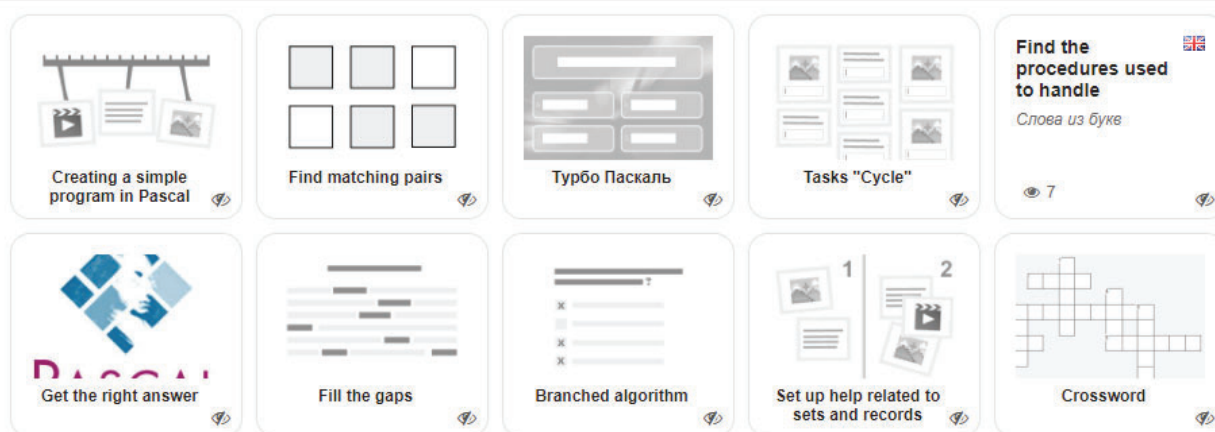 Creating a simple
program in Pascal
Find matching pairs
Турбо Паскаль
Tasks "Cycle"
Find the
procedures used
to handle
Слова из букв
7
PASCAL
Get the right answer
Fill the gaps
?
Branched algorithm
1
2
Set up help related to
sets and records
Crossword